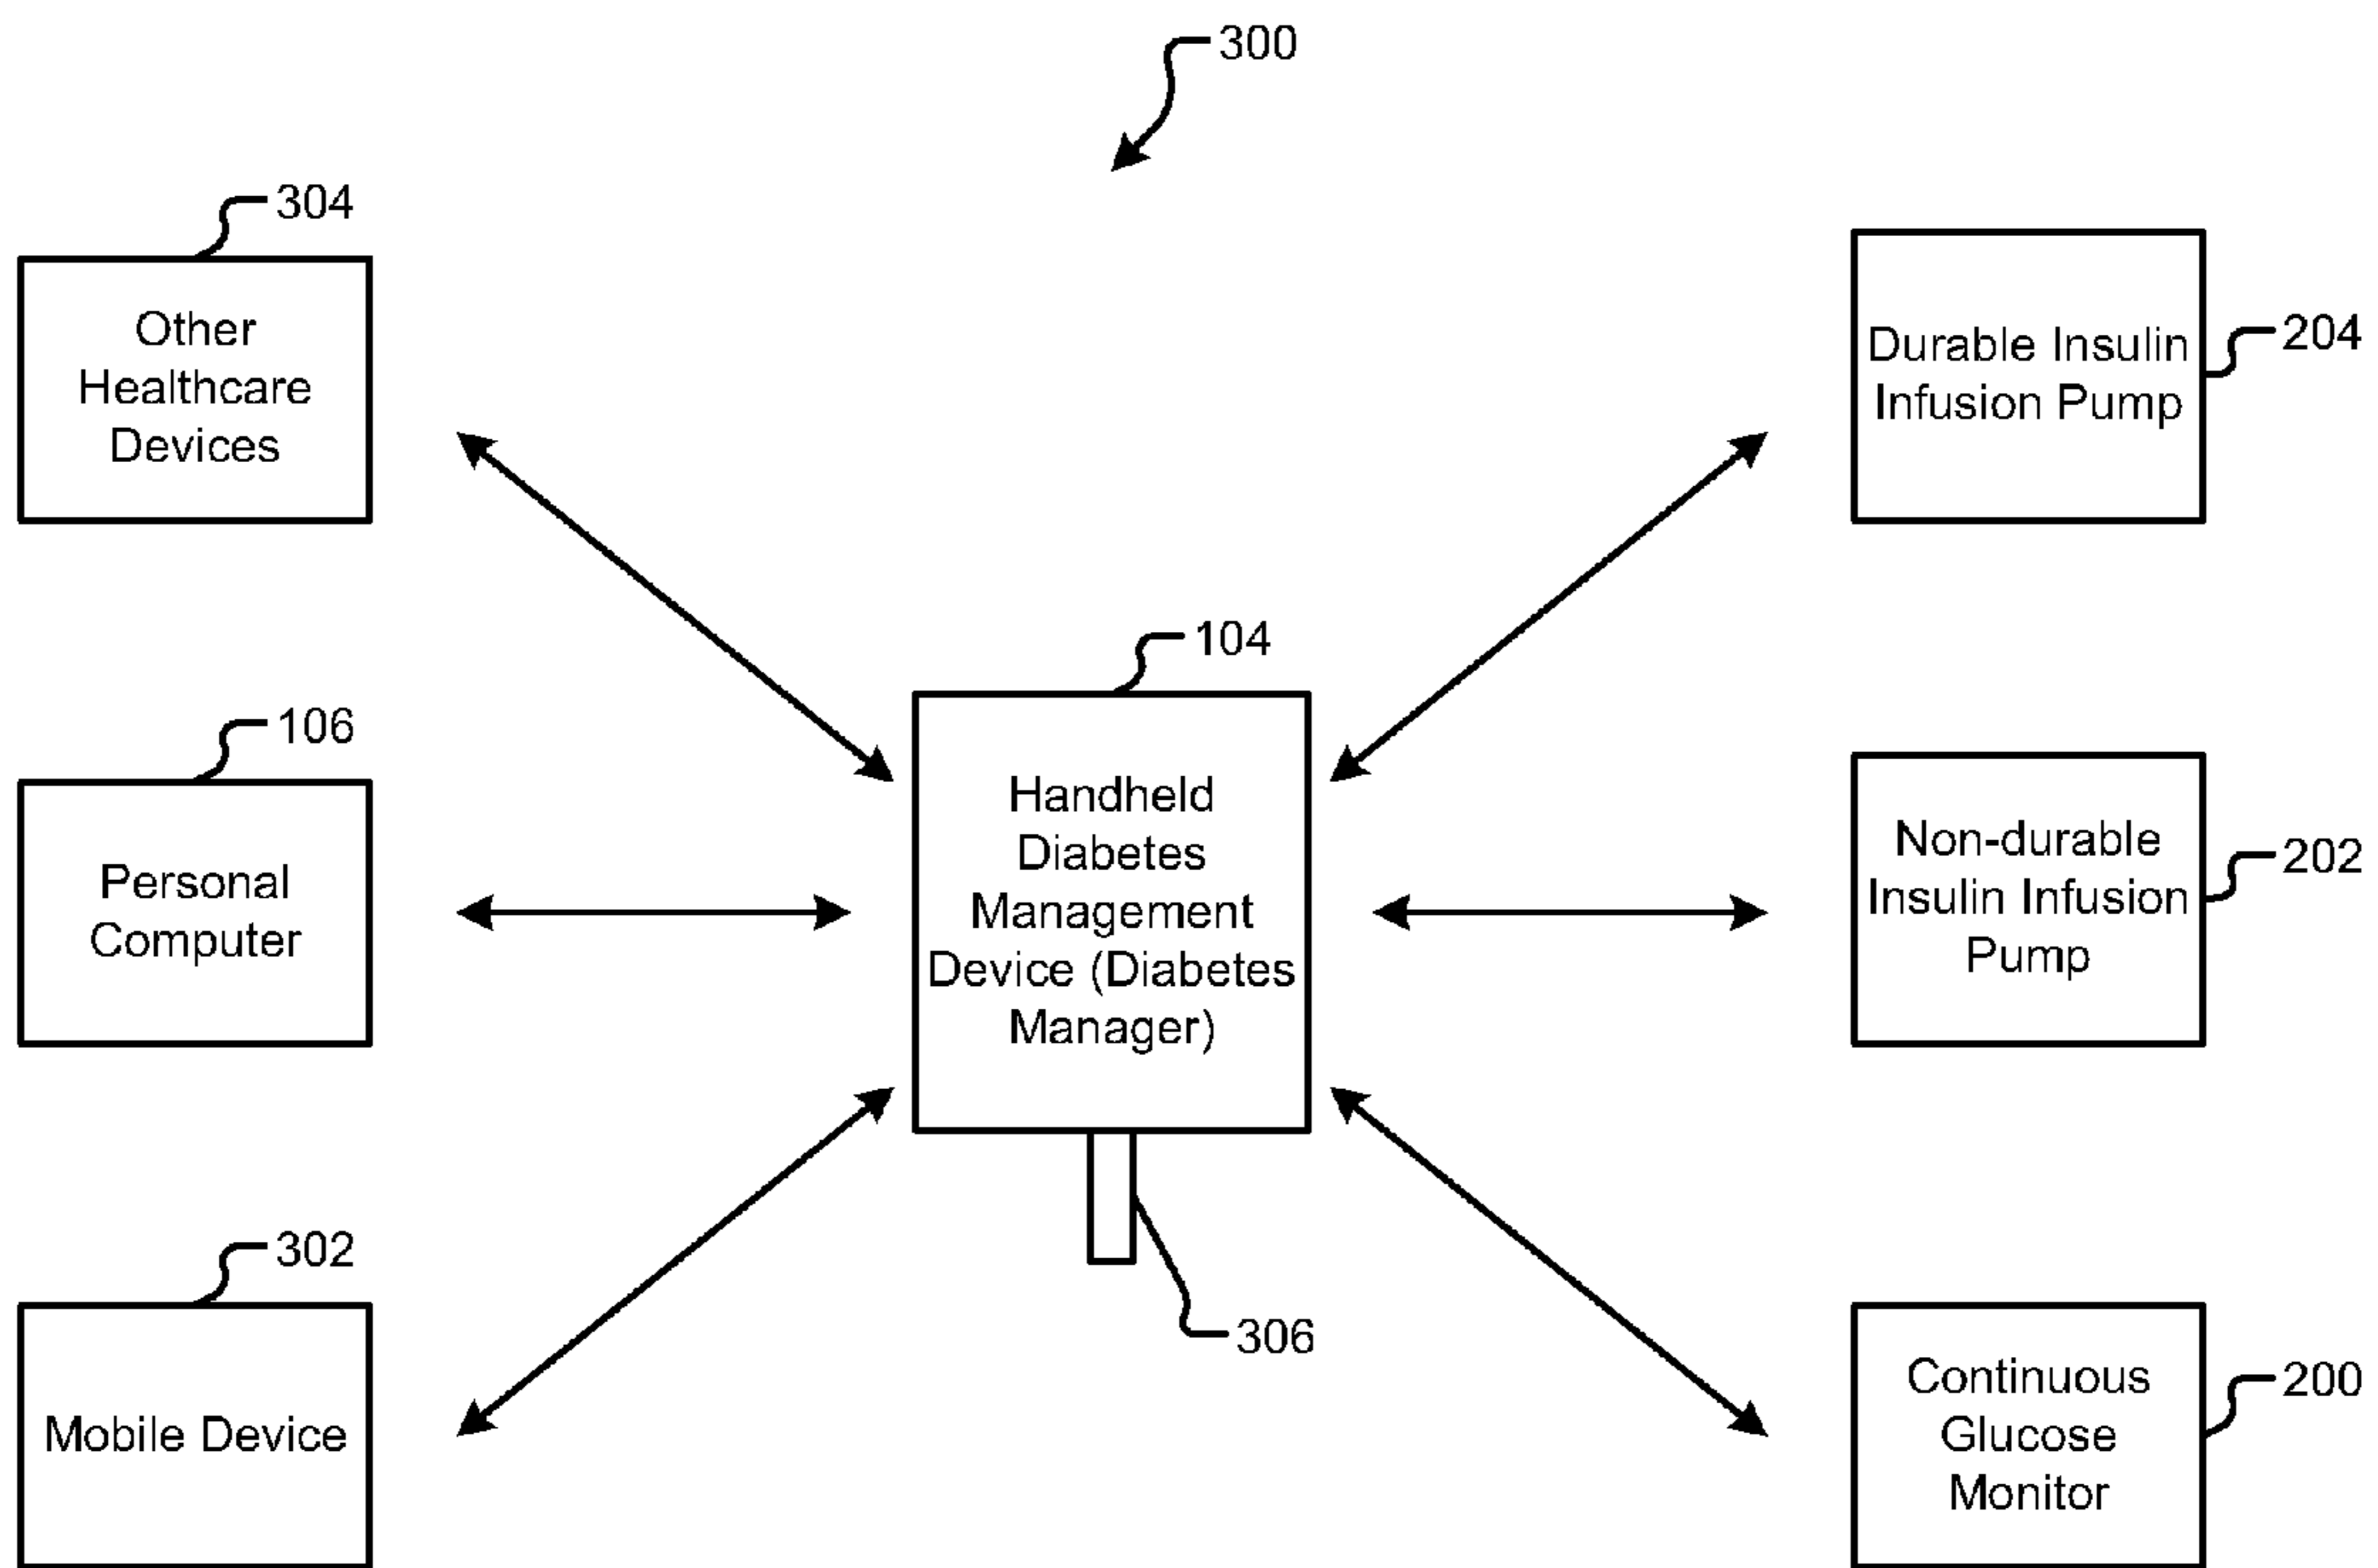 300
304
Other
Healthcare
Devices
204
Durable Insulin
Infusion Pump
104
Handheld
Diabetes
Management
Device (Diabetes
Manager)
106
Personal
Computer
202
Non-durable
Insulin Infusion
Pump
302
Mobile Device
306
200
Continuous
Glucose
Monitor